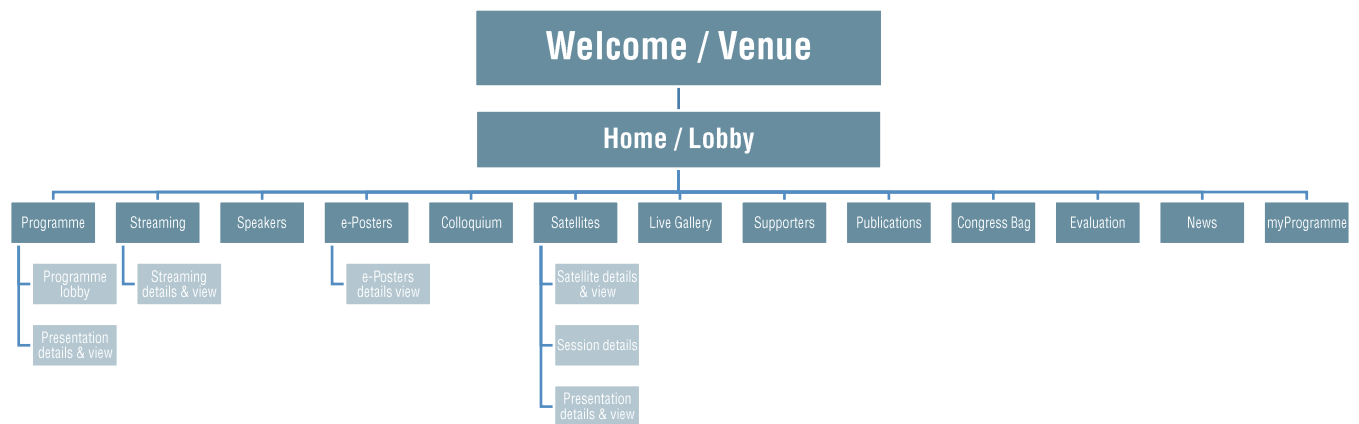 Welcome / Venue
Home / Lobby
Programme
Streaming
Speakers
e-Posters
Colloquium
Satellites
Live Gallery
Supporters
Publications
Congress Bag
Evaluation
News
myProgramme
Programme
lobby
Streaming
details & view
e-Posters
details view
Satellite details
& view
Presentation
details & view
Session details
Presentation
details & view